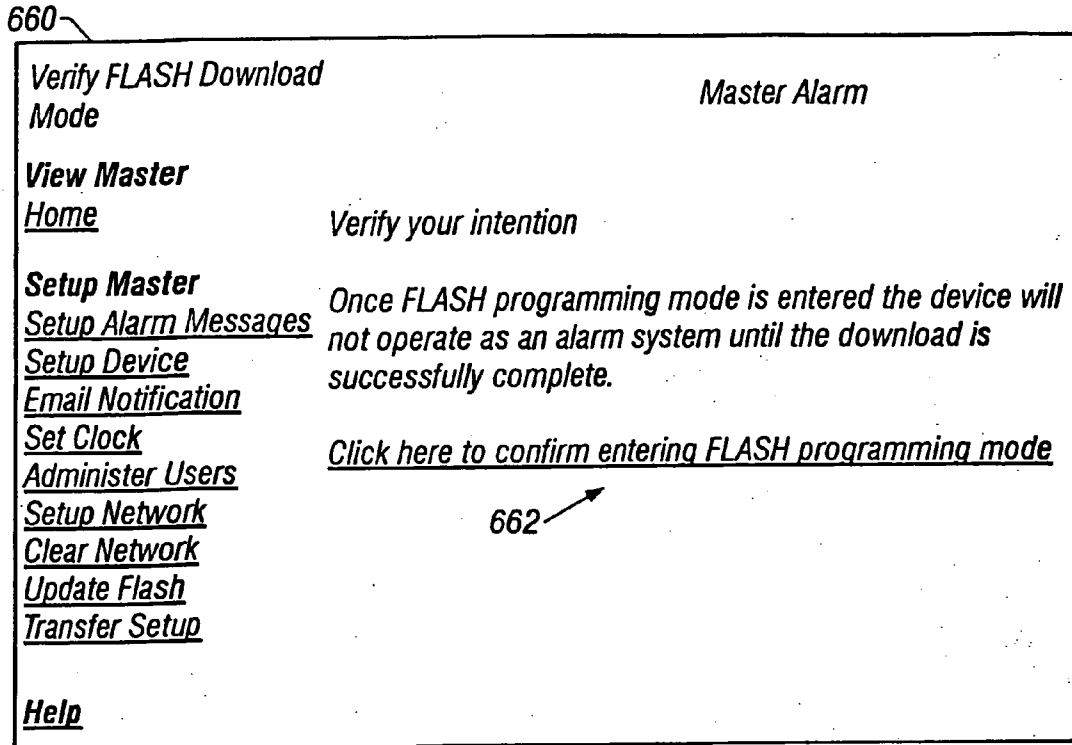 660
Verify FLASH Download
Mode
Master Alarm
View Master
Home
Setup Master
Setup Alarm Messages
Setup Device
Email Notification
Set Clock
Administer Users
Setup Network
Clear Network
Update Flash
Transfer Setup
Help
Verify your intention
Once FLASH programming mode is entered the device will
not operate as an alarm system until the download is
successfully complete.
Click here to confirm entering FLASH programming mode
662